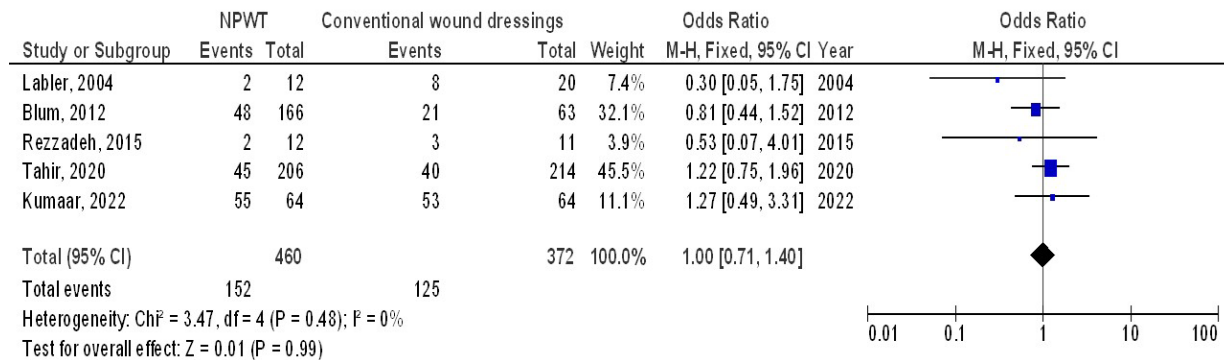 NPWT Conventional wound dressings Odds Ratio Odds Ratio
Study or Subgroup Events Total Events Total Weight M-H, Fixed, 95% CI Year M-H, Fixed, 95% CI
Labler, 2004 2 12 8 20 7.4% 0.30 [0.05, 1.75] 2004
Blum, 2012 48 166 21 63 32.1% 0.81 [0.44, 1.52] 2012
Rezzadeh, 2015 2 12 3 11 3.9% 0.53 [0.07, 4.01] 2015
Tahir, 2020 45 206 40 214 45.5% 1.22 [0.75, 1.96] 2020
Kumaar, 2022 55 64 53 64 11.1% 1.27 [0.49, 3.31] 2022
Total (95% CI) 460 372 100.0% 1.00 [0.71, 1.40]
Total events 152 125
Heterogeneity: Chi² = 3.47, df = 4 (P = 0.48); I² = 0%
Test for overall effect: Z = 0.01 (P = 0.99)
0.01 0.1 1 10 100